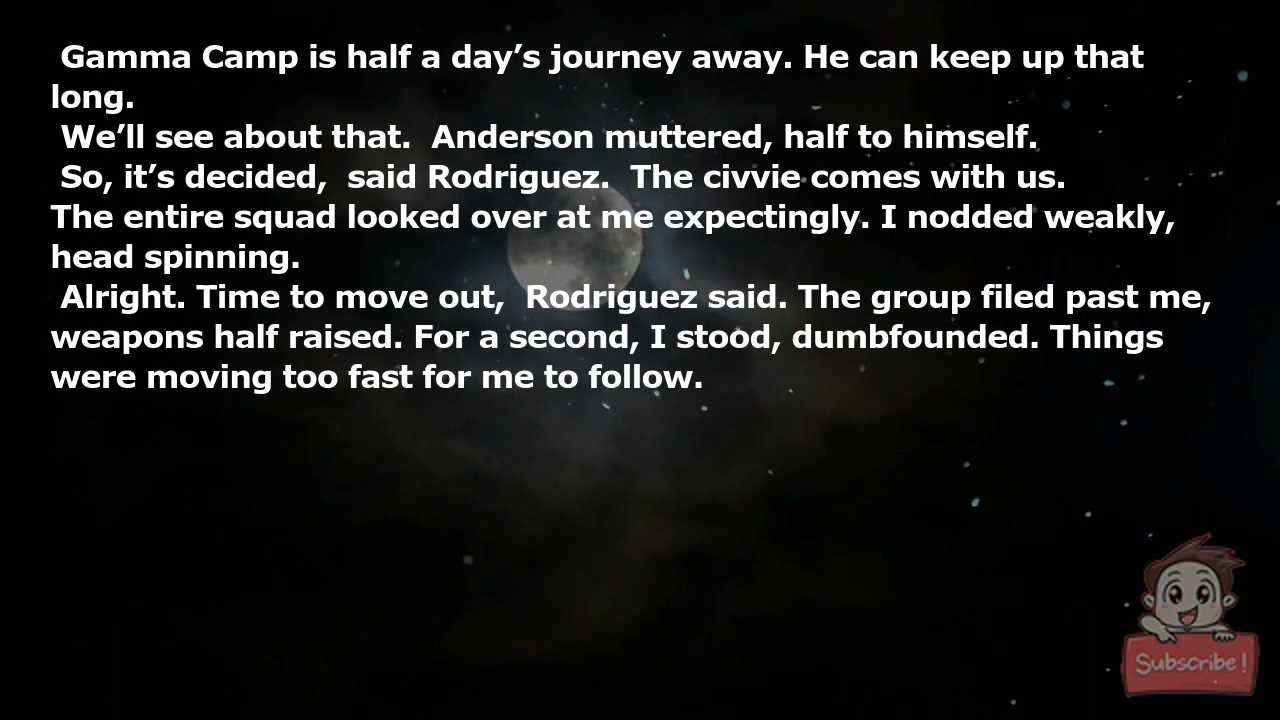 Gamma Camp is half a day’s journey away. He can keep up that
long.
We’ll see about that.  Anderson muttered, half to himself.
So, it’s decided,  said Rodriguez.  The civvie comes with us.
The entire squad looked over at me expectingly. I nodded weakly,
head spinning.
Alright. Time to move out,  Rodriguez said. The group filed past me,
weapons half raised. For a second, I stood, dumbfounded. Things
were moving too fast for me to follow.
Subscribe!